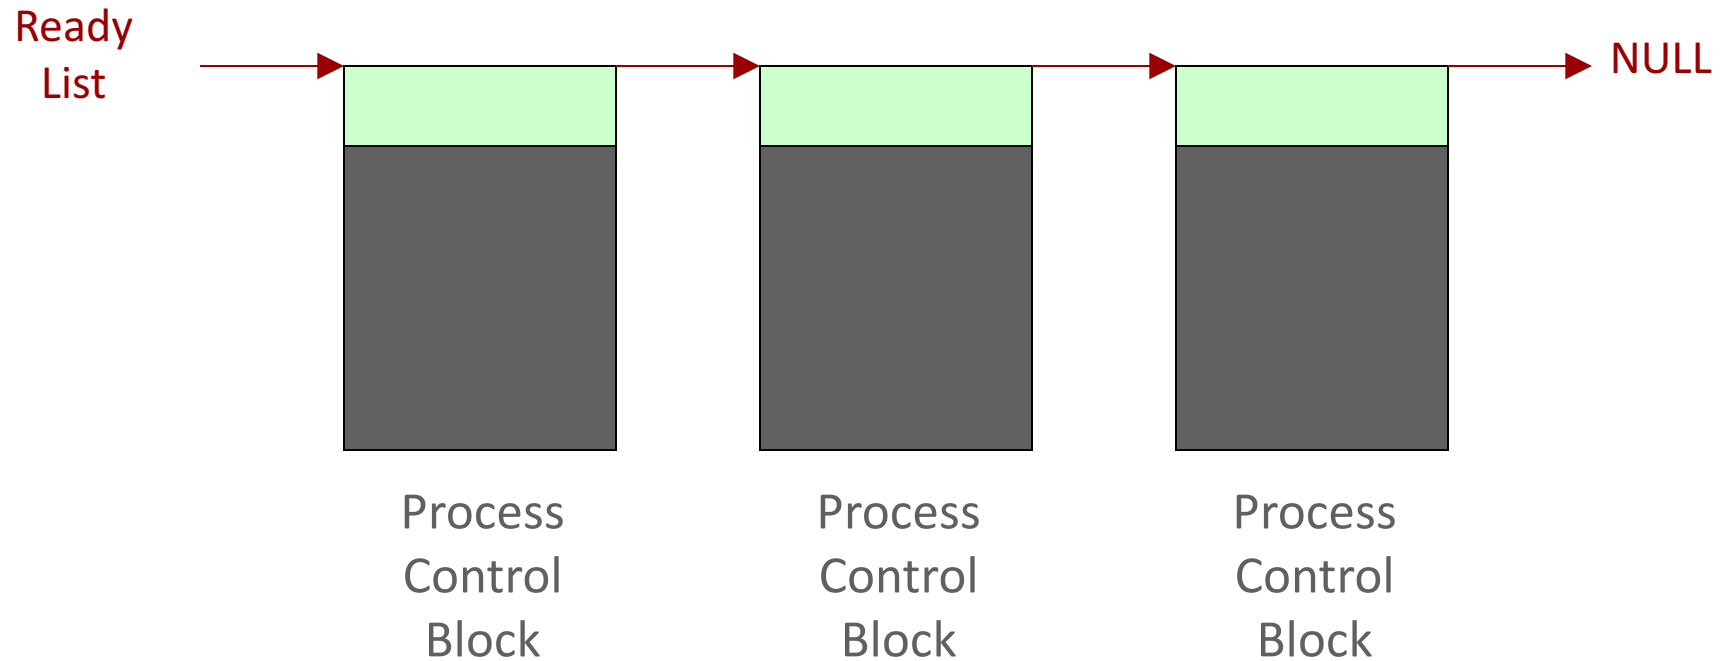 Ready
List
NULL
Process
Control
Block
Process
Control
Block
Process
Control
Block